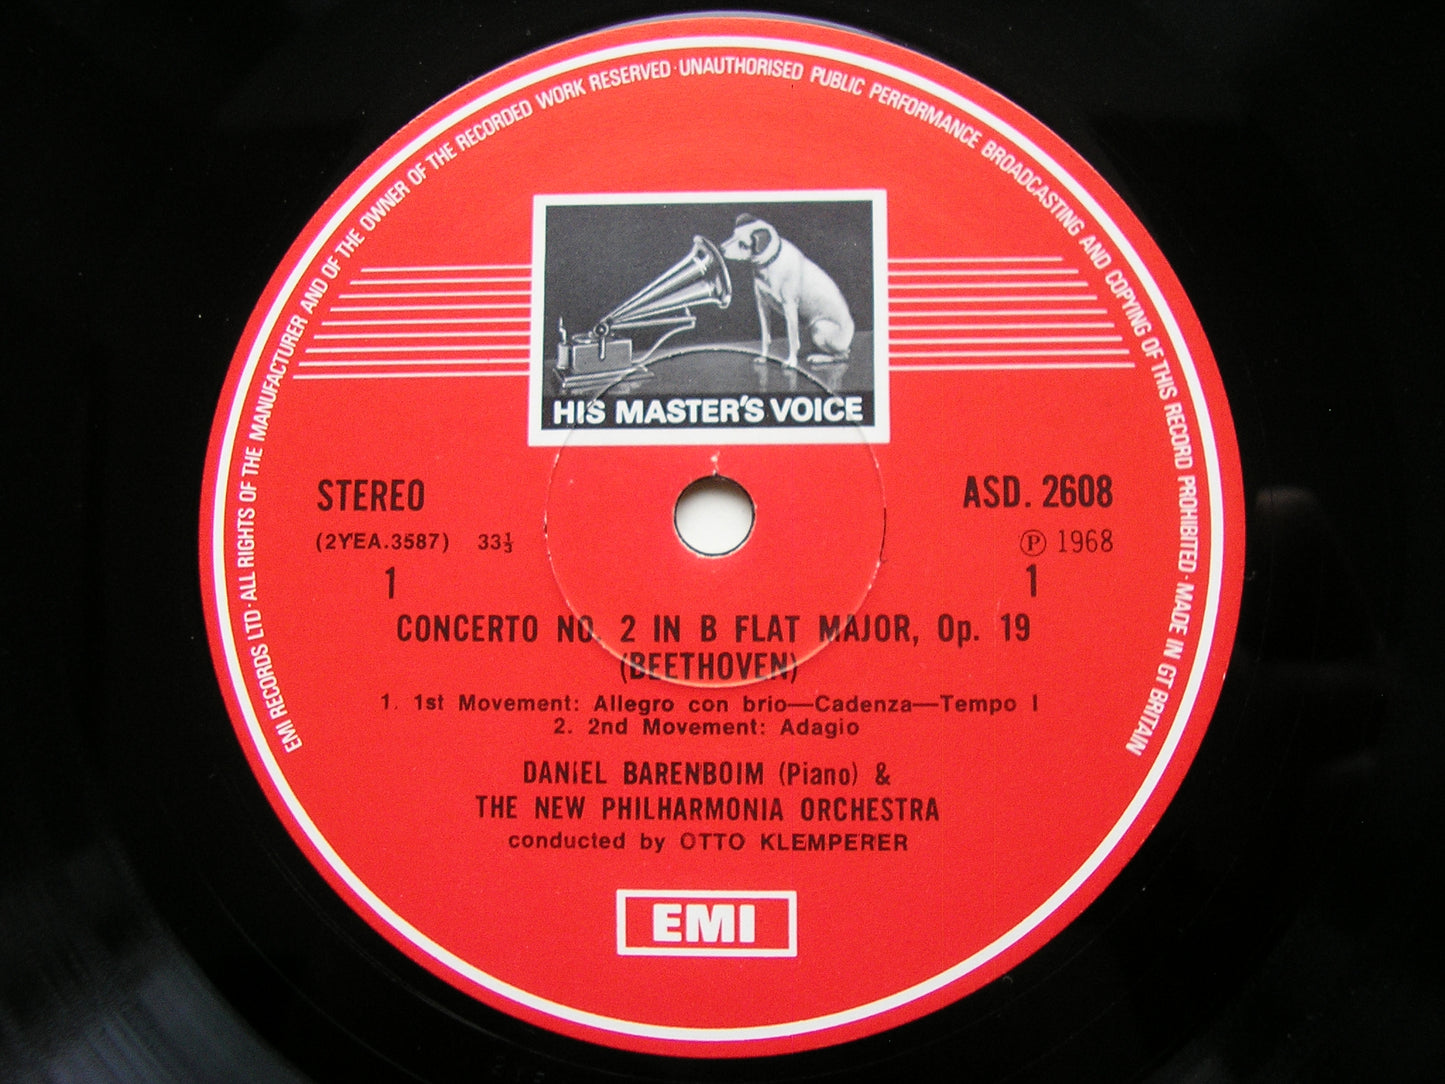 EMI RECORDS LTD · ALL RIGHTS OF THE MANUFACTURER AND OF THE OWNER OF THE RECORDED WORK RESERVED · UNAUTHORISED PUBLIC PERFORMANCE BROADCASTING AND COPYING OF THIS RECORD PROHIBITED · MADE IN GT BRITAIN
HIS MASTER'S VOICE
STEREO ASD. 2608
(2YEA.3587) 33⅓ ℗ 1968
1 1
CONCERTO NO. 2 IN B FLAT MAJOR, Op. 19
(BEETHOVEN)
1. 1st Movement: Allegro con brio—Cadenza—Tempo I
2. 2nd Movement: Adagio
DANIEL BARENBOIM (Piano) &
THE NEW PHILHARMONIA ORCHESTRA
conducted by OTTO KLEMPERER
EMI